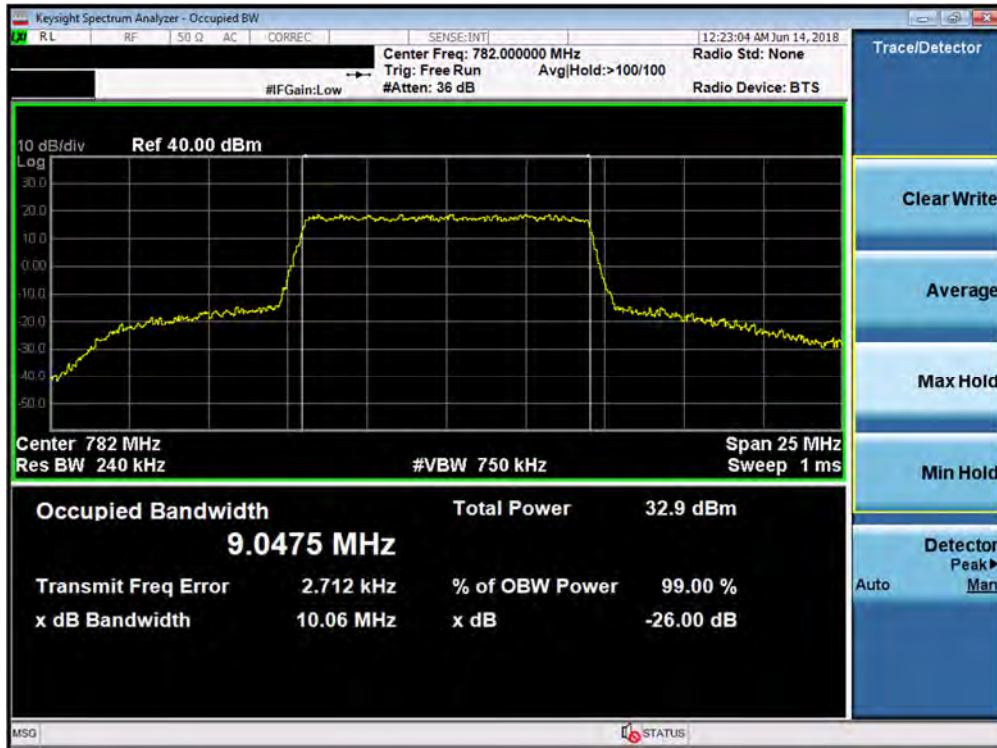 Keysight Spectrum Analyzer - Occupied BW
LXI RL RF 50 Ω AC CORREC SENSE:INT 12:23:04 AM Jun 14, 2018
Center Freq: 782.000000 MHz Radio Std: None
Trig: Free Run Avg|Hold:>100/100
#IFGain:Low #Atten: 36 dB Radio Device: BTS
Trace/Detector
10 dB/div Ref 40.00 dBm
Log
30.0
20.0
10.0
0.00
-10.0
-20.0
-30.0
-40.0
-50.0
Center 782 MHz Span 25 MHz
Res BW 240 kHz #VBW 750 kHz Sweep 1 ms
Occupied Bandwidth Total Power 32.9 dBm
9.0475 MHz
Transmit Freq Error 2.712 kHz % of OBW Power 99.00 %
x dB Bandwidth 10.06 MHz x dB -26.00 dB
Clear Write
Average
Max Hold
Min Hold
Detector
Peak▶
Auto Man
MSG STATUS